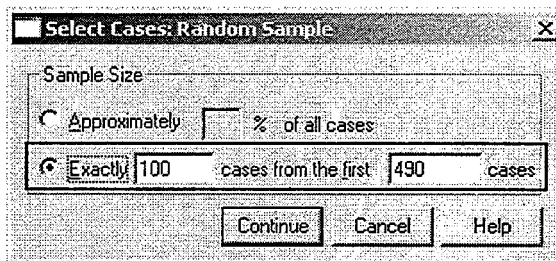 Select Cases: Random Sample
Sample Size
Approximately % of all cases
Exactly 100 cases from the first 490 cases
Continue Cancel Help